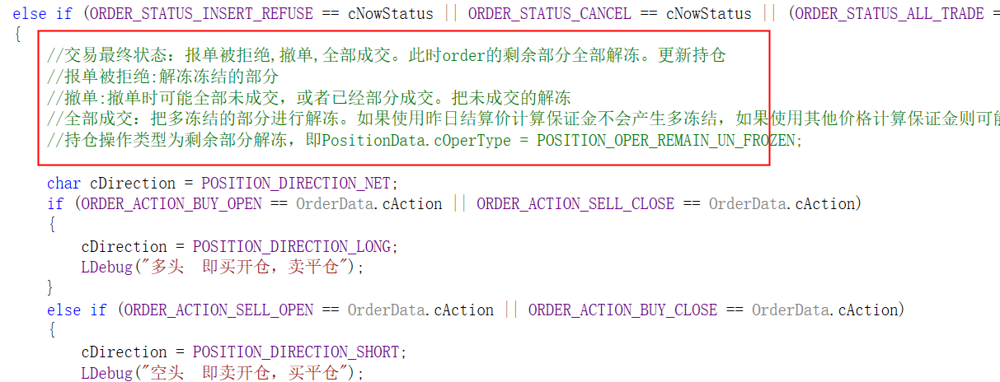 else if (ORDER_STATUS_INSERT_REFUSE == cNowStatus || ORDER_STATUS_CANCEL == cNowStatus || (ORDER_STATUS_ALL_TRADE =
{
//交易最终状态：报单被拒绝,撤单,全部成交。此时order的剩余部分全部解冻。更新持仓
//报单被拒绝:解冻冻结的部分
//撤单:撤单时可能全部未成交，或者已经部分成交。把未成交的解冻
//全部成交：把多冻结的部分进行解冻。如果使用昨日结算价计算保证金不会产生多冻结，如果使用其他价格计算保证金则可能
//持仓操作类型为剩余部分解冻，即PositionData.cOperType = POSITION_OPER_REMAIN_UN_FROZEN;
char cDirection = POSITION_DIRECTION_NET;
if (ORDER_ACTION_BUY_OPEN == OrderData.cAction || ORDER_ACTION_SELL_CLOSE == OrderData.cAction)
{
cDirection = POSITION_DIRECTION_LONG;
LDebug("多头  即买开仓，卖平仓");
}
else if (ORDER_ACTION_SELL_OPEN == OrderData.cAction || ORDER_ACTION_BUY_CLOSE == OrderData.cAction)
{
cDirection = POSITION_DIRECTION_SHORT;
LDebug("空头  即卖开仓，买平仓");